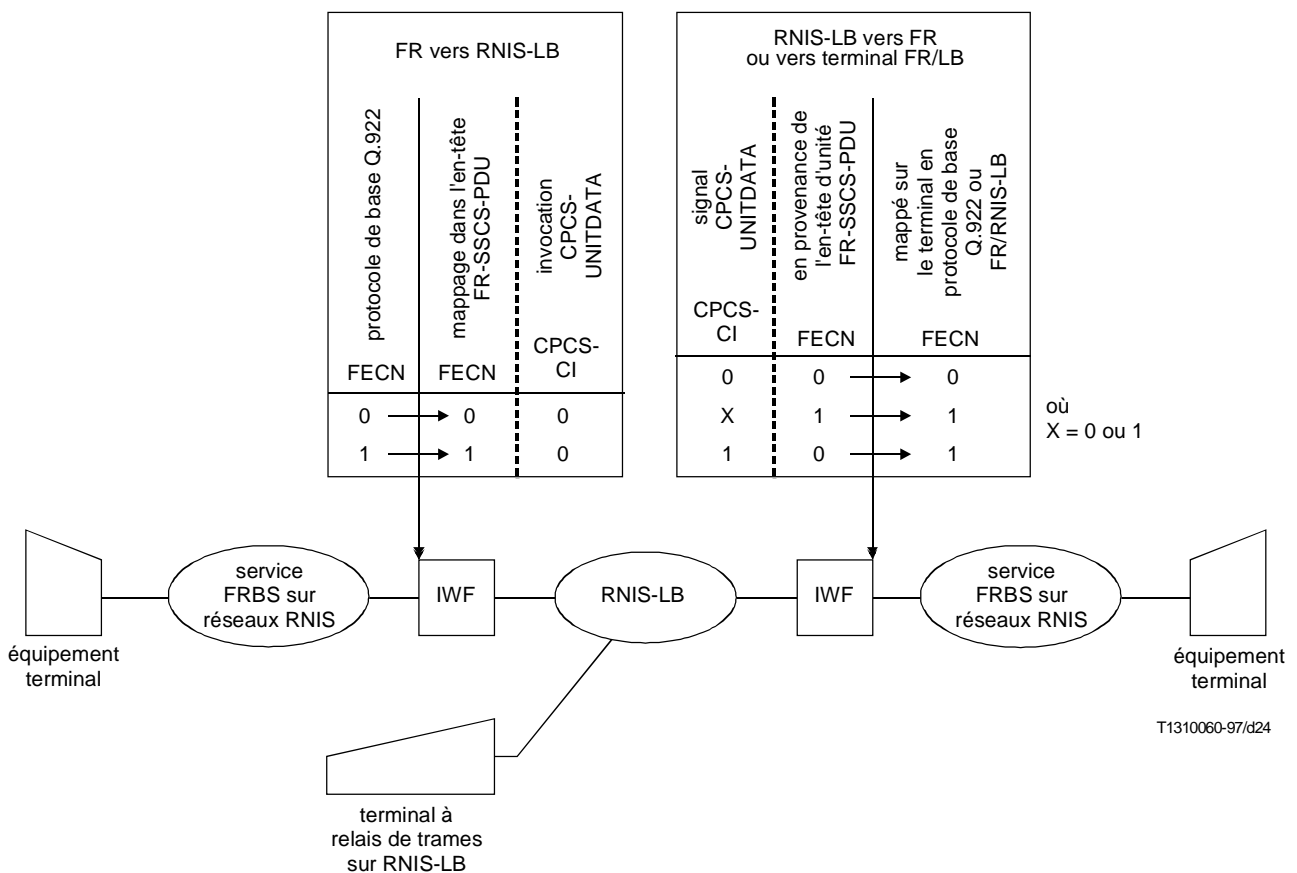 FR vers RNIS-LB
protocole de base Q.922
mappage dans l'en-tête
FR-SSCS-PDU
invocation
CPCS-
UNITDATA
FECN
FECN
CPCS-
CI
0
0
0
1
1
0
RNIS-LB vers FR
ou vers terminal FR/LB
signal
CPCS-
UNITDATA
en provenance de
l'en-tête d'unité
FR-SSCS-PDU
mappé sur
le terminal en
protocole de base
Q.922 ou
FR/RNIS-LB
CPCS-
CI
FECN
FECN
0
0
0
X
1
1
1
0
1
où
X = 0 ou 1
équipement
terminal
service
FRBS sur
réseaux RNIS
IWF
RNIS-LB
IWF
service
FRBS sur
réseaux RNIS
équipement
terminal
T1310060-97/d24
terminal à
relais de trames
sur RNIS-LB